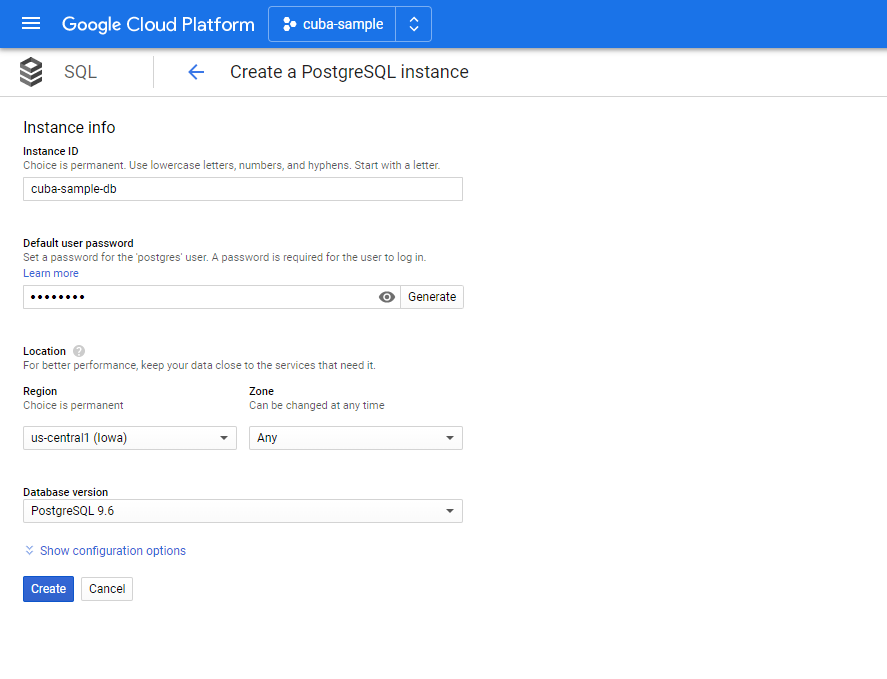 Google Cloud Platform
cuba-sample
SQL
Create a PostgreSQL instance
Instance info
Instance ID
Choice is permanent. Use lowercase letters, numbers, and hyphens. Start with a letter.
cuba-sample-db
Default user password
Set a password for the 'postgres' user. A password is required for the user to log in.
Learn more
••••••••
Generate
Location ?
For better performance, keep your data close to the services that need it.
Region
Choice is permanent
us-central1 (Iowa)
Zone
Can be changed at any time
Any
Database version
PostgreSQL 9.6
Show configuration options
Create
Cancel